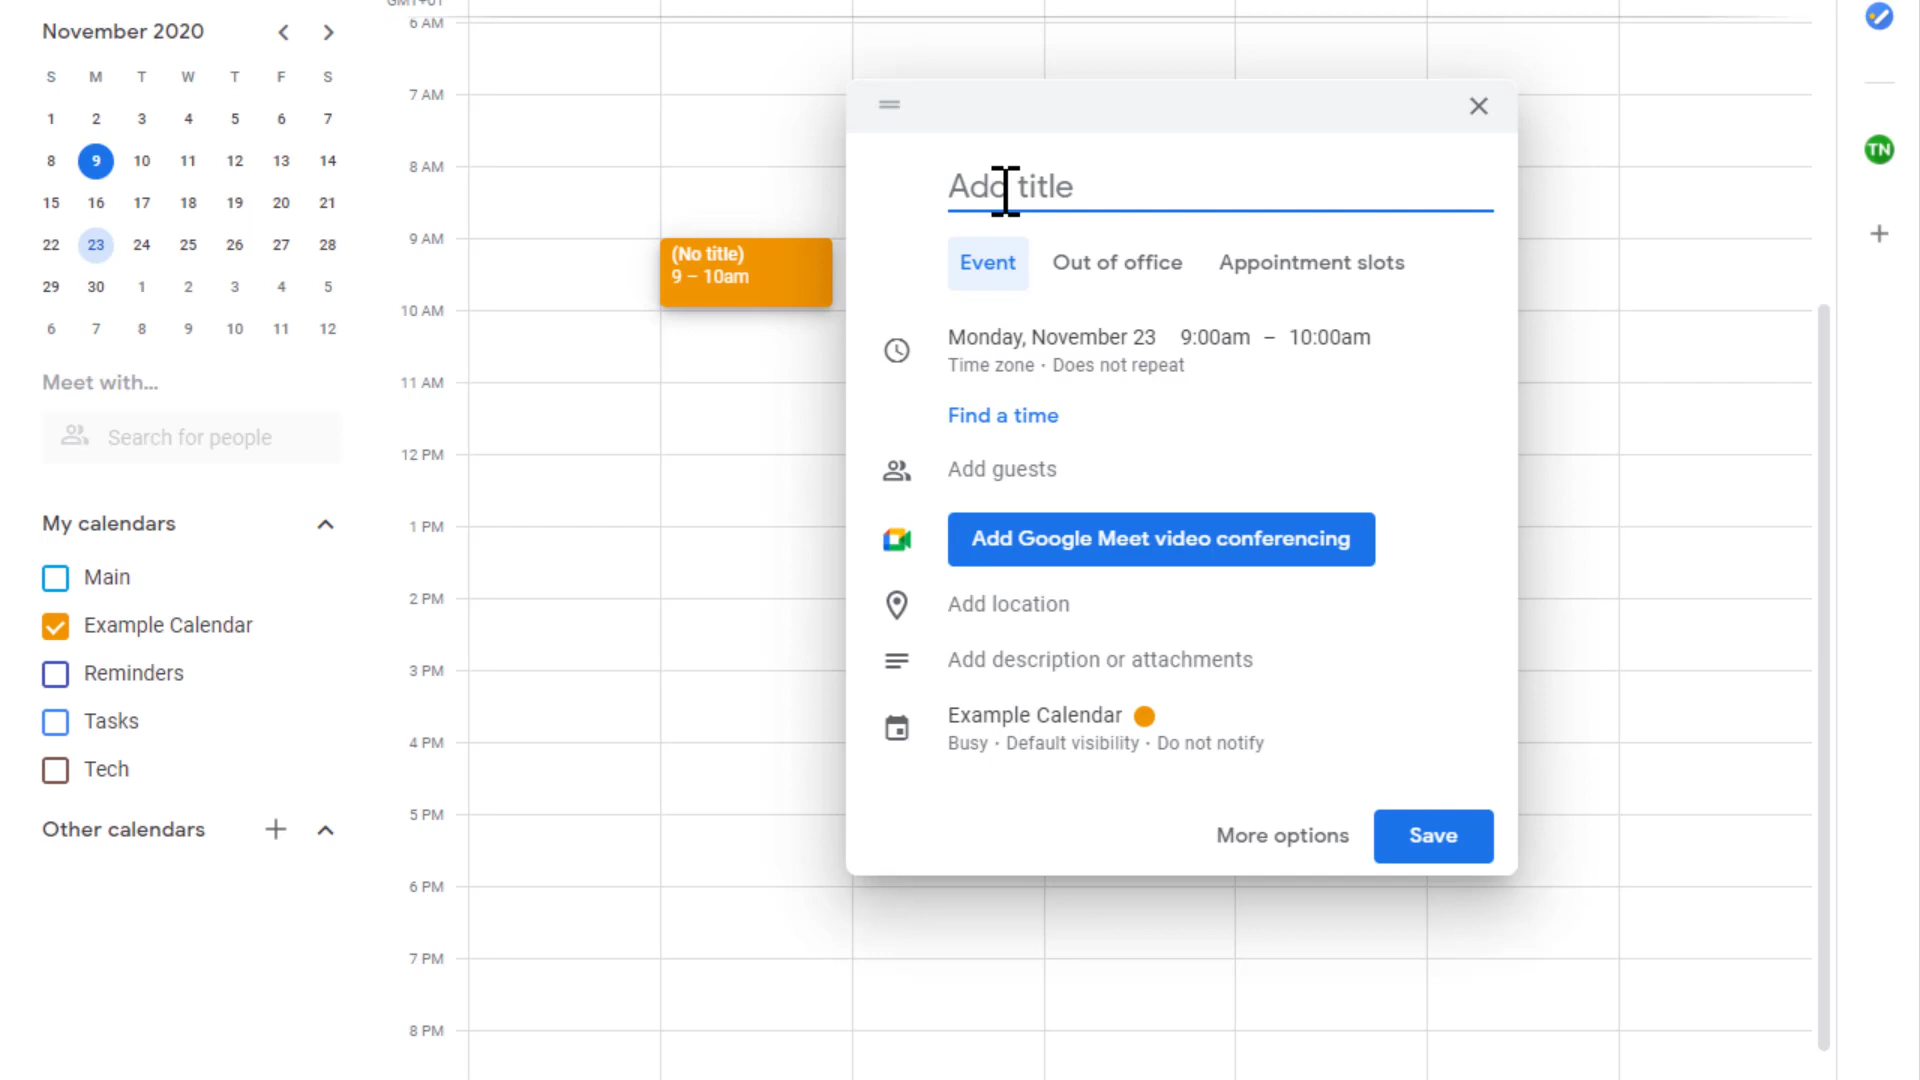 November 2020
S M T W T F S
1 2 3 4 5 6 7
8 9 10 11 12 13 14
15 16 17 18 19 20 21
22 23 24 25 26 27 28
29 30 1 2 3 4 5
6 7 8 9 10 11 12
Meet with...
Search for people
My calendars
Main
Example Calendar
Reminders
Tasks
Tech
Other calendars
6 AM
7 AM
8 AM
9 AM
10 AM
11 AM
12 PM
1 PM
2 PM
3 PM
4 PM
5 PM
6 PM
7 PM
8 PM
(No title)
9 – 10am
Add title
Event Out of office Appointment slots
Monday, November 23 9:00am – 10:00am
Time zone · Does not repeat
Find a time
Add guests
Add Google Meet video conferencing
Add location
Add description or attachments
Example Calendar
Busy · Default visibility · Do not notify
More options Save
TN